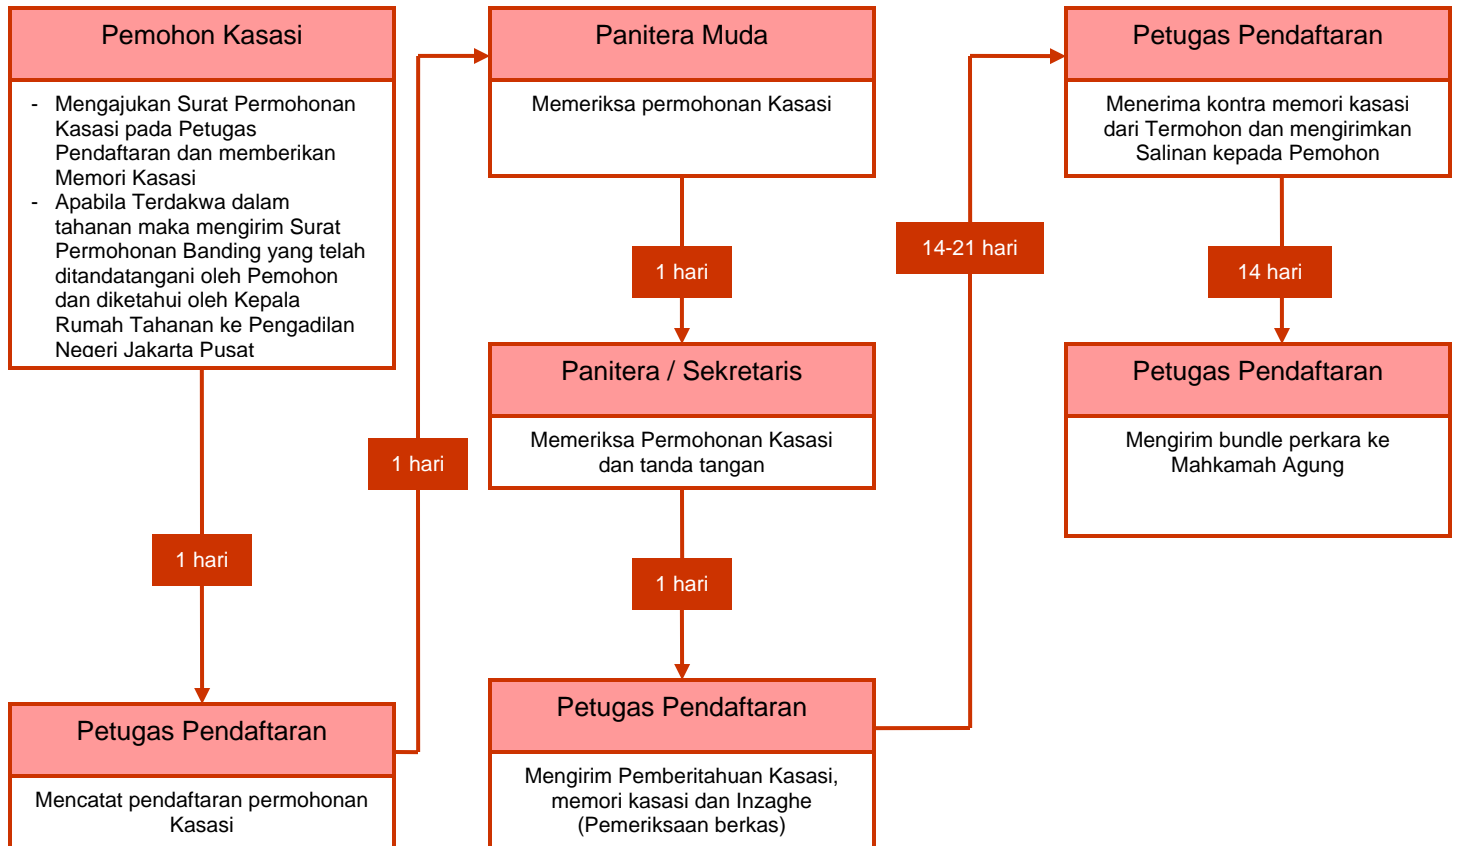 Pemohon Kasasi
- Mengajukan Surat Permohonan
Kasasi pada Petugas
Pendaftaran dan memberikan
Memori Kasasi
- Apabila Terdakwa dalam
tahanan maka mengirim Surat
Permohonan Banding yang telah
ditandatangani oleh Pemohon
dan diketahui oleh Kepala
Rumah Tahanan ke Pengadilan
Negeri Jakarta Pusat
1 hari
Petugas Pendaftaran
Mencatat pendaftaran permohonan
Kasasi
1 hari
Panitera Muda
Memeriksa permohonan Kasasi
1 hari
Panitera / Sekretaris
Memeriksa Permohonan Kasasi
dan tanda tangan
1 hari
Petugas Pendaftaran
Mengirim Pemberitahuan Kasasi,
memori kasasi dan Inzaghe
(Pemeriksaan berkas)
14-21 hari
Petugas Pendaftaran
Menerima kontra memori kasasi
dari Termohon dan mengirimkan
Salinan kepada Pemohon
14 hari
Petugas Pendaftaran
Mengirim bundle perkara ke
Mahkamah Agung